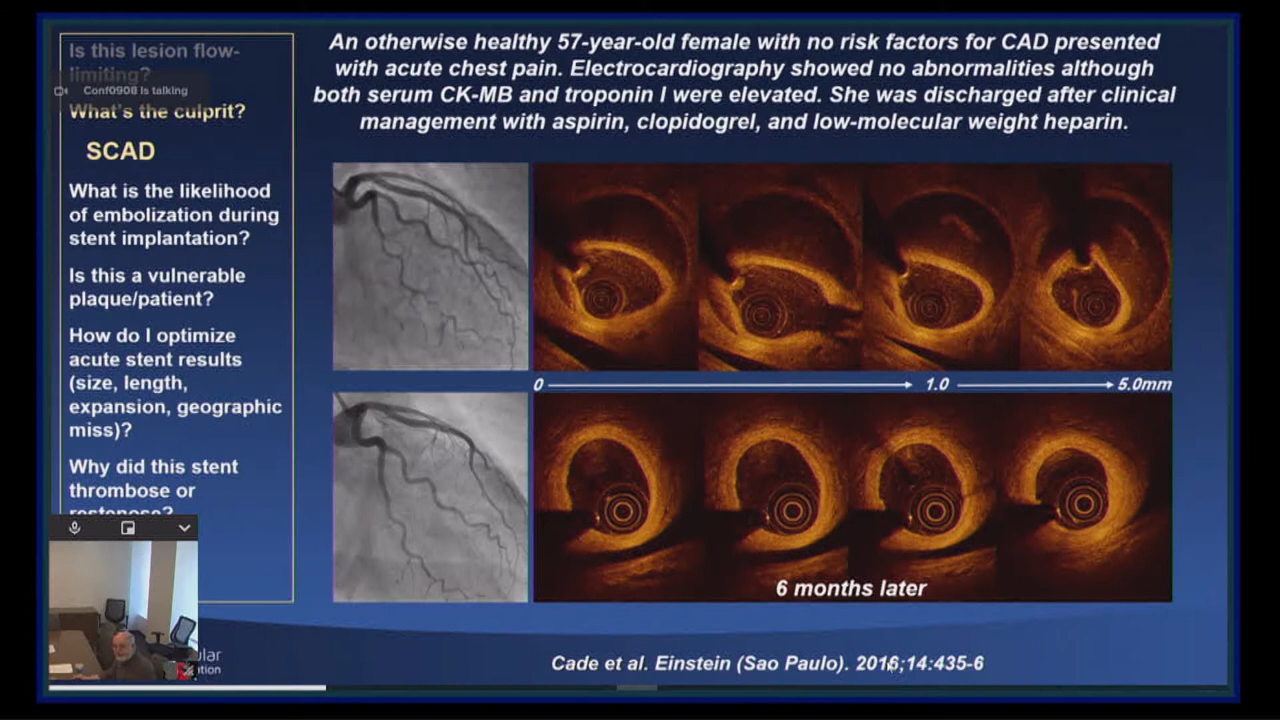 Is this lesion flow-
limiting?
Conf0908 is talking
What's the culprit?
SCAD
What is the likelihood
of embolization during
stent implantation?
Is this a vulnerable
plaque/patient?
How do I optimize
acute stent results
(size, length,
expansion, geographic
miss)?
Why did this stent
thrombose or
restenose?
An otherwise healthy 57-year-old female with no risk factors for CAD presented
with acute chest pain. Electrocardiography showed no abnormalities although
both serum CK-MB and troponin I were elevated. She was discharged after clinical
management with aspirin, clopidogrel, and low-molecular weight heparin.
0 1.0 5.0mm
6 months later
Cade et al. Einstein (Sao Paulo). 2016;14:435-6
ular
ation